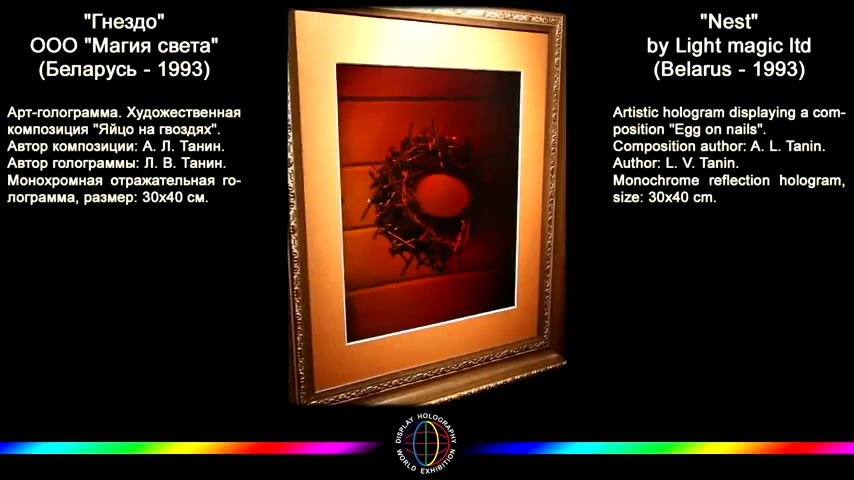 "Гнездо"
ООО "Магия света"
(Беларусь - 1993)
Арт-голограмма. Художественная
композиция "Яйцо на гвоздях".
Автор композиции: А. Л. Танин.
Автор голограммы: Л. В. Танин.
Монохромная отражательная го-
лограмма, размер: 30х40 см.
"Nest"
by Light magic ltd
(Belarus - 1993)
Artistic hologram displaying a com-
position "Egg on nails".
Composition author: A. L. Tanin.
Author: L. V. Tanin.
Monochrome reflection hologram,
size: 30x40 cm.
DISPLAY HOLOGRAPHY
WORLD EXHIBITION